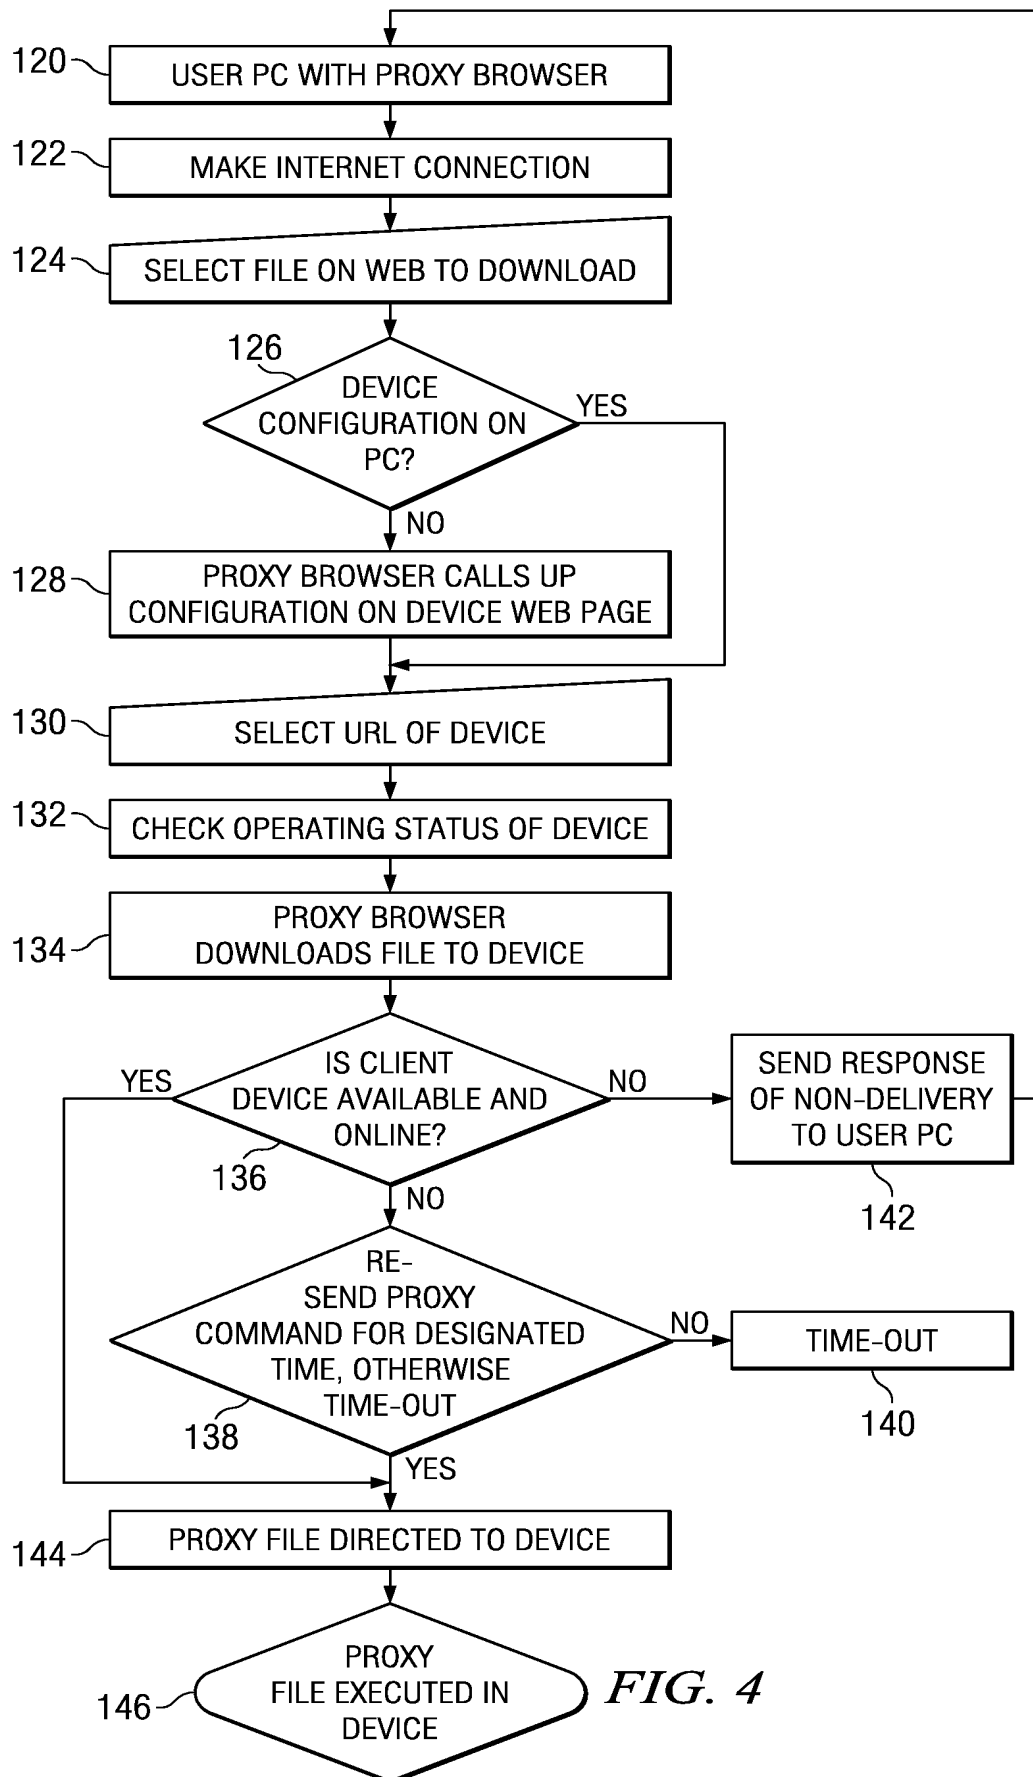 120
USER PC WITH PROXY BROWSER
122
MAKE INTERNET CONNECTION
124
SELECT FILE ON WEB TO DOWNLOAD
126
DEVICE
CONFIGURATION ON
PC?
YES
NO
128
PROXY BROWSER CALLS UP
CONFIGURATION ON DEVICE WEB PAGE
130
SELECT URL OF DEVICE
132
CHECK OPERATING STATUS OF DEVICE
134
PROXY BROWSER
DOWNLOADS FILE TO DEVICE
YES
IS CLIENT
DEVICE AVAILABLE AND
ONLINE?
136
NO
SEND RESPONSE
OF NON-DELIVERY
TO USER PC
142
NO
RE-
SEND PROXY
COMMAND FOR DESIGNATED
TIME, OTHERWISE
TIME-OUT
138
NO
TIME-OUT
140
YES
144
PROXY FILE DIRECTED TO DEVICE
146
PROXY
FILE EXECUTED IN
DEVICE
FIG. 4